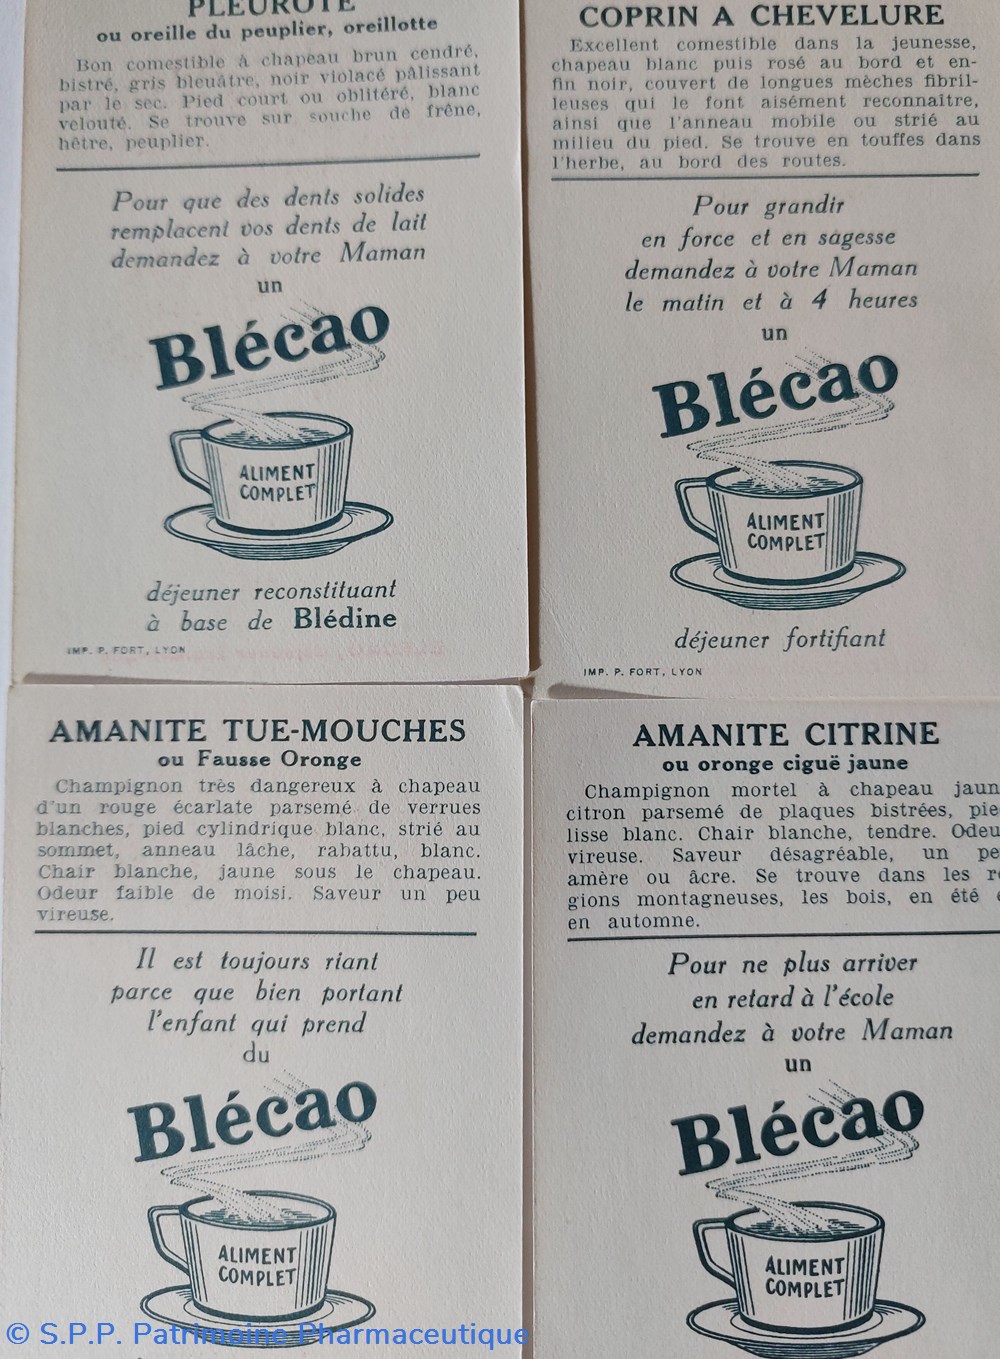 PLEUROTE
ou oreille du peuplier, oreillotte
Bon comestible à chapeau brun cendré,
bistré, gris bleuâtre, noir violacé pâlissant
par le sec. Pied court ou oblitéré, blanc
velouté. Se trouve sur souche de frêne,
hêtre, peuplier.
Pour que des dents solides
remplacent vos dents de lait
demandez à votre Maman
un
Blécao
ALIMENT
COMPLET
déjeuner reconstituant
à base de Blédine
IMP. P. FORT, LYON
COPRIN A CHEVELURE
Excellent comestible dans la jeunesse,
chapeau blanc puis rosé au bord et en-
fin noir, couvert de longues mèches fibril-
leuses qui le font aisément reconnaitre,
ainsi que l'anneau mobile ou strié au
milieu du pied. Se trouve en touffes dans
l'herbe, au bord des routes.
Pour grandir
en force et en sagesse
demandez à votre Maman
le matin et à 4 heures
un
Blécao
ALIMENT
COMPLET
déjeuner fortifiant
IMP. P. FORT, LYON
AMANITE TUE-MOUCHES
ou Fausse Oronge
Champignon très dangereux à chapeau
d'un rouge écarlate parsemé de verrues
blanches, pied cylindrique blanc, strié au
sommet, anneau lâche, rabattu, blanc.
Chair blanche, jaune sous le chapeau.
Odeur faible de moisi. Saveur un peu
vireuse.
Il est toujours riant
parce que bien portant
l'enfant qui prend
du
Blécao
ALIMENT
COMPLET
AMANITE CITRINE
ou oronge ciguë jaune
Champignon mortel à chapeau jaun
citron parsemé de plaques bistrées, pie
lisse blanc. Chair blanche, tendre. Odeu
vireuse. Saveur désagréable, un pe
amère ou âcre. Se trouve dans les ré
gions montagneuses, les bois, en été e
en automne.
Pour ne plus arriver
en retard à l'école
demandez à votre Maman
un
Blécao
ALIMENT
COMPLET
© S.P.P. Patrimoine Pharmaceutique